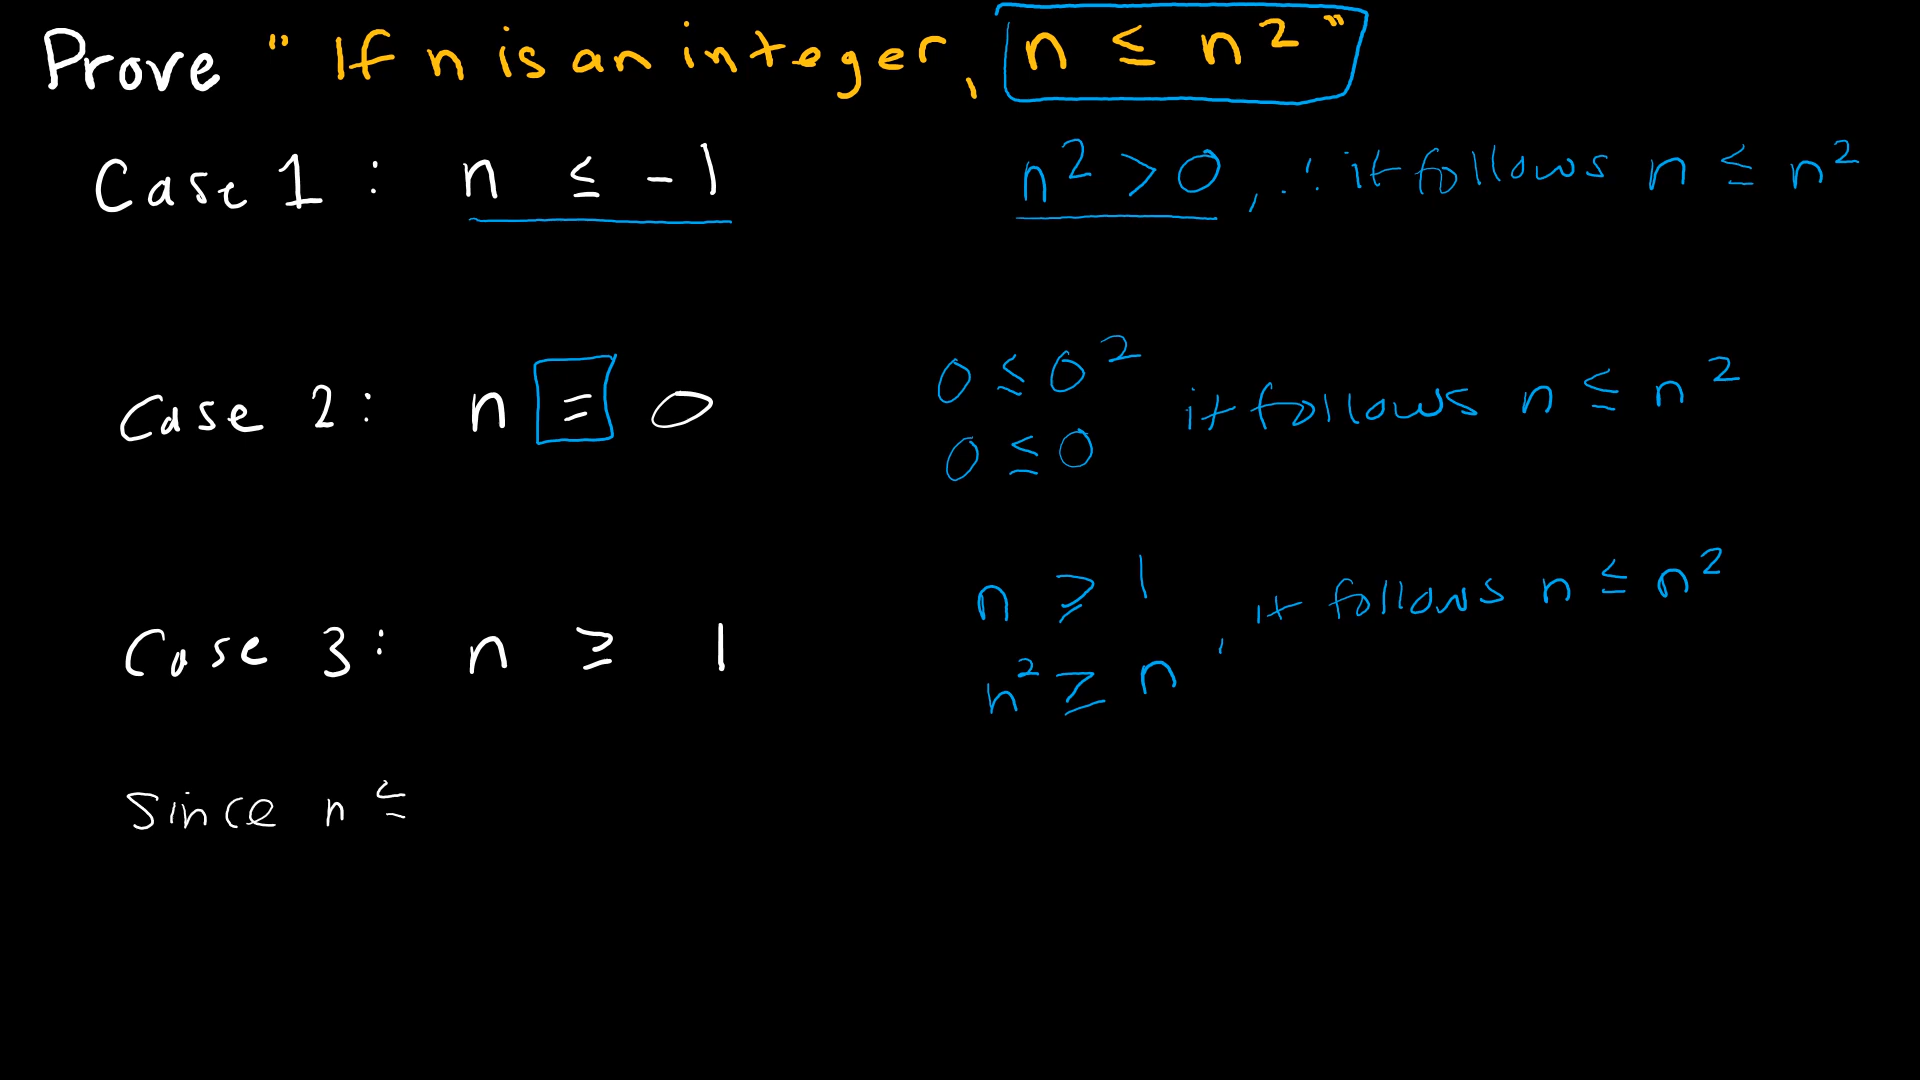 Prove "If n is an integer, n ≤ n²"
Case 1: n ≤ -1 n² > 0, ∴ it follows n ≤ n²
Case 2: n = 0 0 ≤ 0² it follows n ≤ n²
0 ≤ 0
Case 3: n ≥ 1 n ≥ 1
n² ≥ n, it follows n ≤ n²
Since n ≤